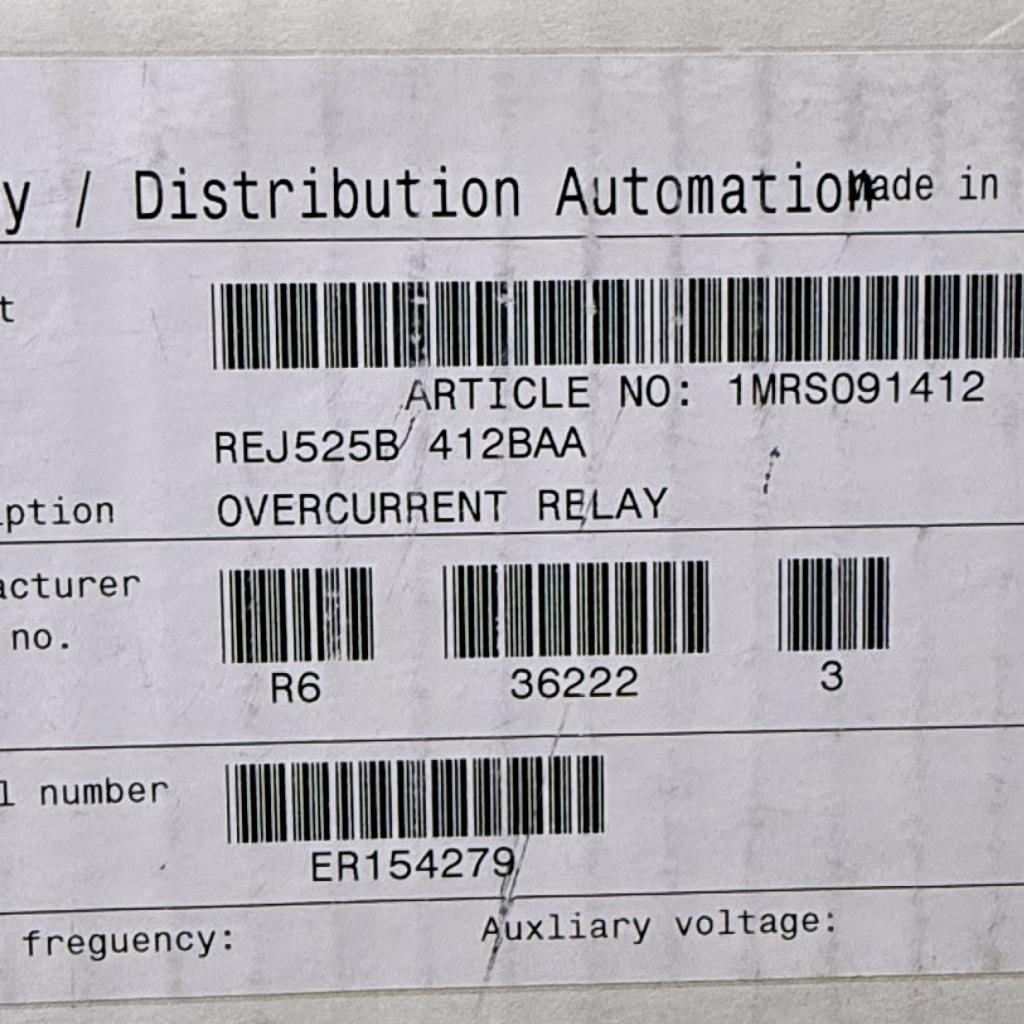 y / Distribution Automation Made in
t
ARTICLE NO: 1MRS091412
REJ525B 412BAA
iption OVERCURRENT RELAY
acturer
no.
R6 36222 3
l number
ER154279
freguency: Auxliary voltage: